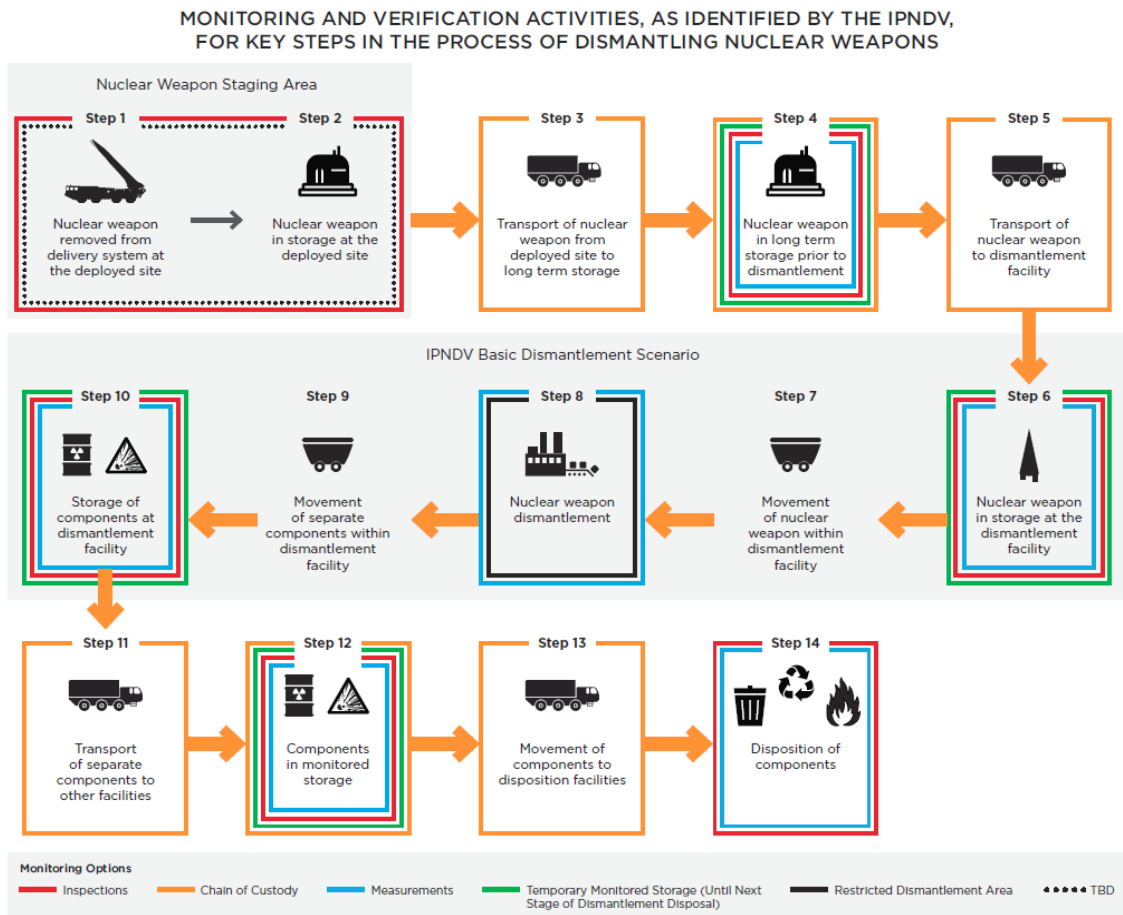 MONITORING AND VERIFICATION ACTIVITIES, AS IDENTIFIED BY THE IPNDV,
FOR KEY STEPS IN THE PROCESS OF DISMANTLING NUCLEAR WEAPONS
Nuclear Weapon Staging Area
Step 1
Nuclear weapon
removed from
delivery system at
the deployed site
Step 2
Nuclear weapon
in storage at the
deployed site
Step 3
Transport of nuclear
weapon from
deployed site to
long term storage
Step 4
Nuclear weapon
in long term
storage prior to
dismantlement
Step 5
Transport of
nuclear weapon
to dismantlement
facility
IPNDV Basic Dismantlement Scenario
Step 10
Storage of
components at
dismantlement
facility
Step 9
Movement
of separate
components within
dismantlement
facility
Step 8
Nuclear weapon
dismantlement
Step 7
Movement
of nuclear
weapon within
dismantlement
facility
Step 6
Nuclear weapon
in storage at the
dismantlement
facility
Step 11
Transport
of separate
components to
other facilities
Step 12
Components
in monitored
storage
Step 13
Movement of
components to
disposition facilities
Step 14
Disposition of
components
Monitoring Options
Inspections
Chain of Custody
Measurements
Temporary Monitored Storage (Until Next
Stage of Dismantlement Disposal)
Restricted Dismantlement Area
TBD